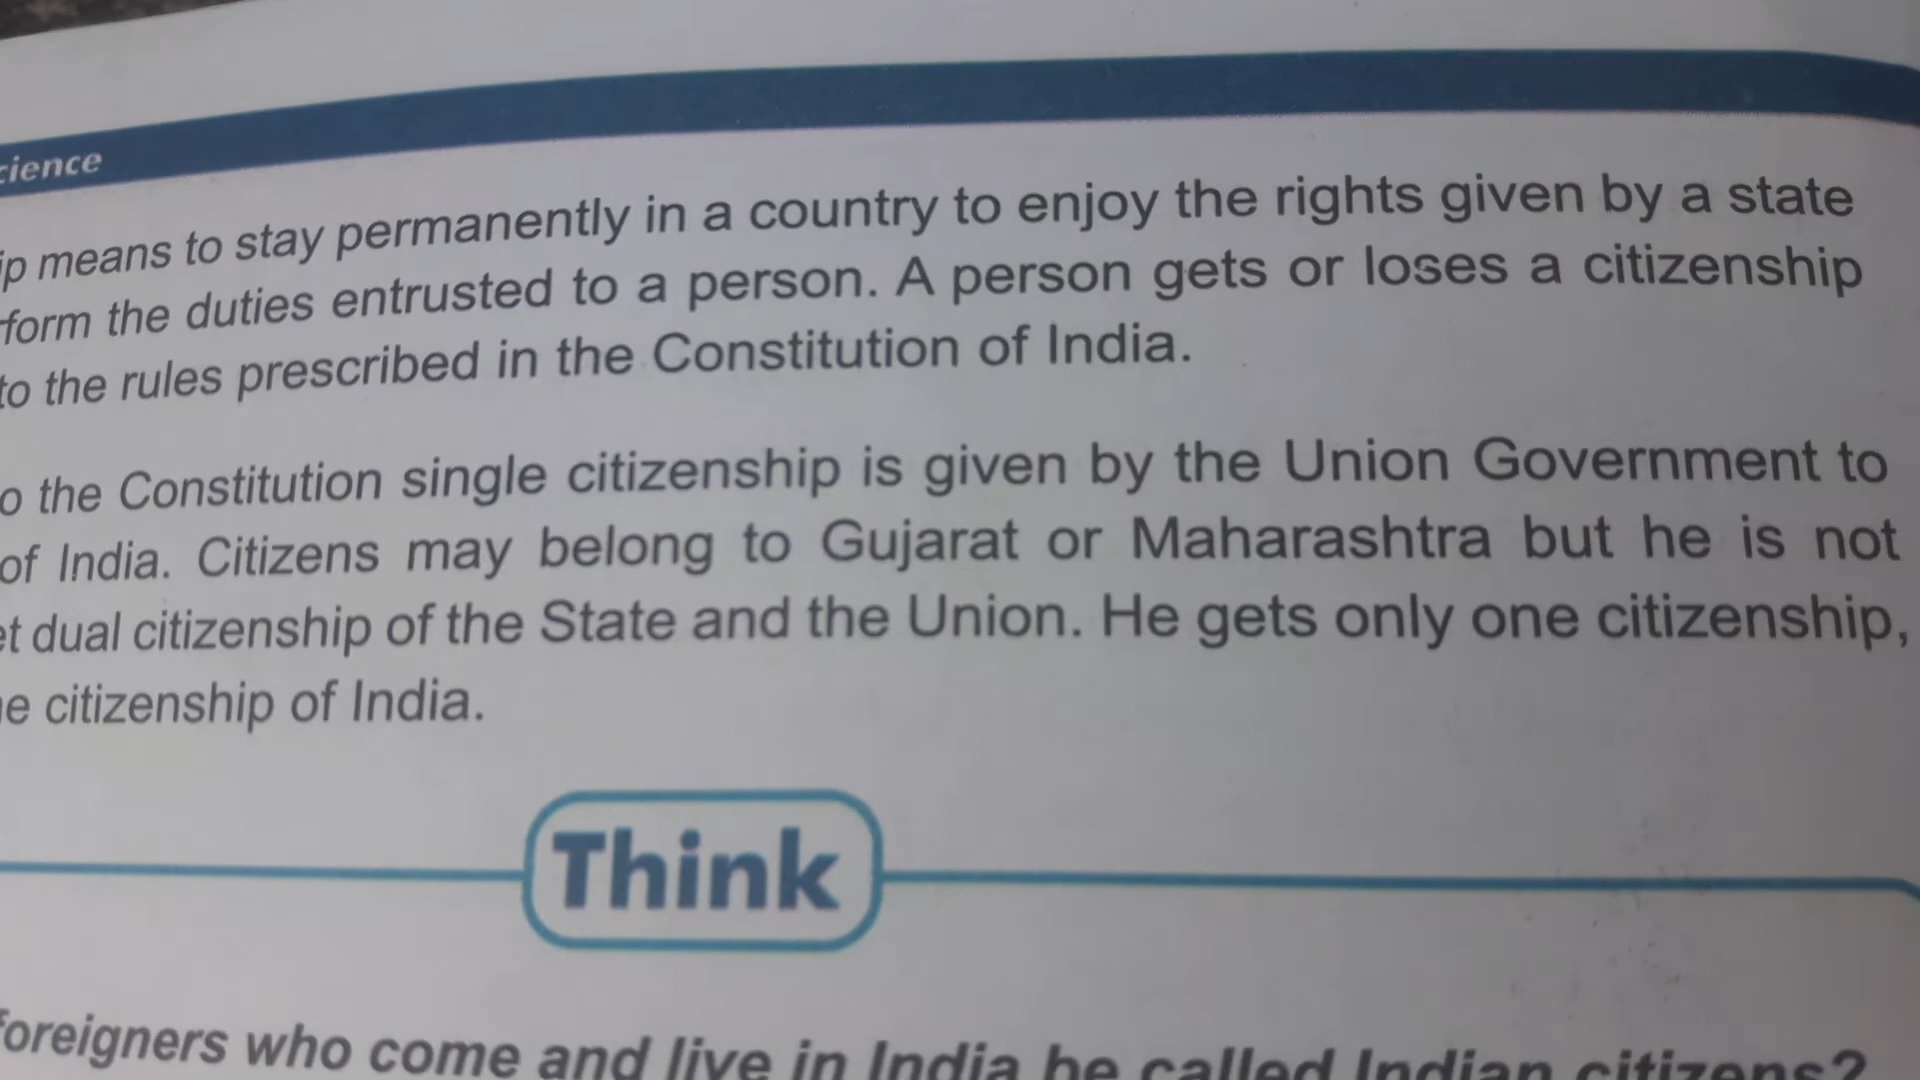 cience
ip means to stay permanently in a country to enjoy the rights given by a state
form the duties entrusted to a person. A person gets or loses a citizenship
to the rules prescribed in the Constitution of India.
o the Constitution single citizenship is given by the Union Government to
of India. Citizens may belong to Gujarat or Maharashtra but he is not
et dual citizenship of the State and the Union. He gets only one citizenship,
e citizenship of India.
Think
foreigners who come and live in India be called Indian citizens?